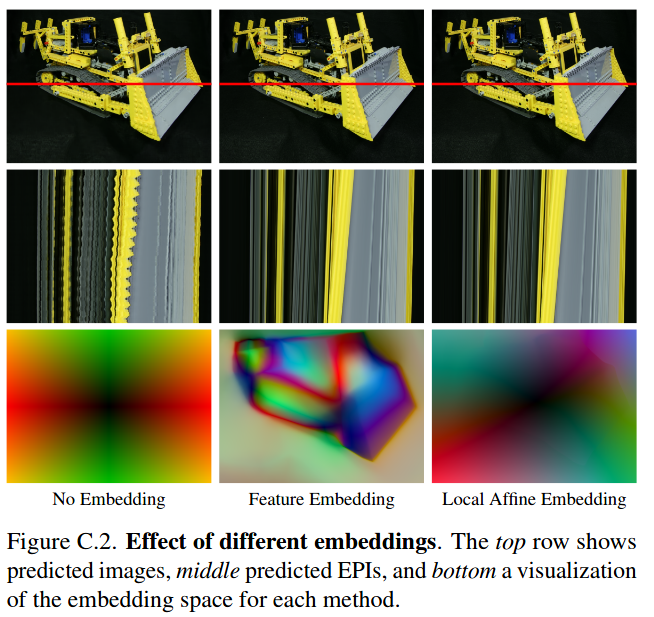 No Embedding
Feature Embedding
Local Affine Embedding
Figure C.2. Effect of different embeddings. The top row shows
predicted images, middle predicted EPIs, and bottom a visualization
of the embedding space for each method.